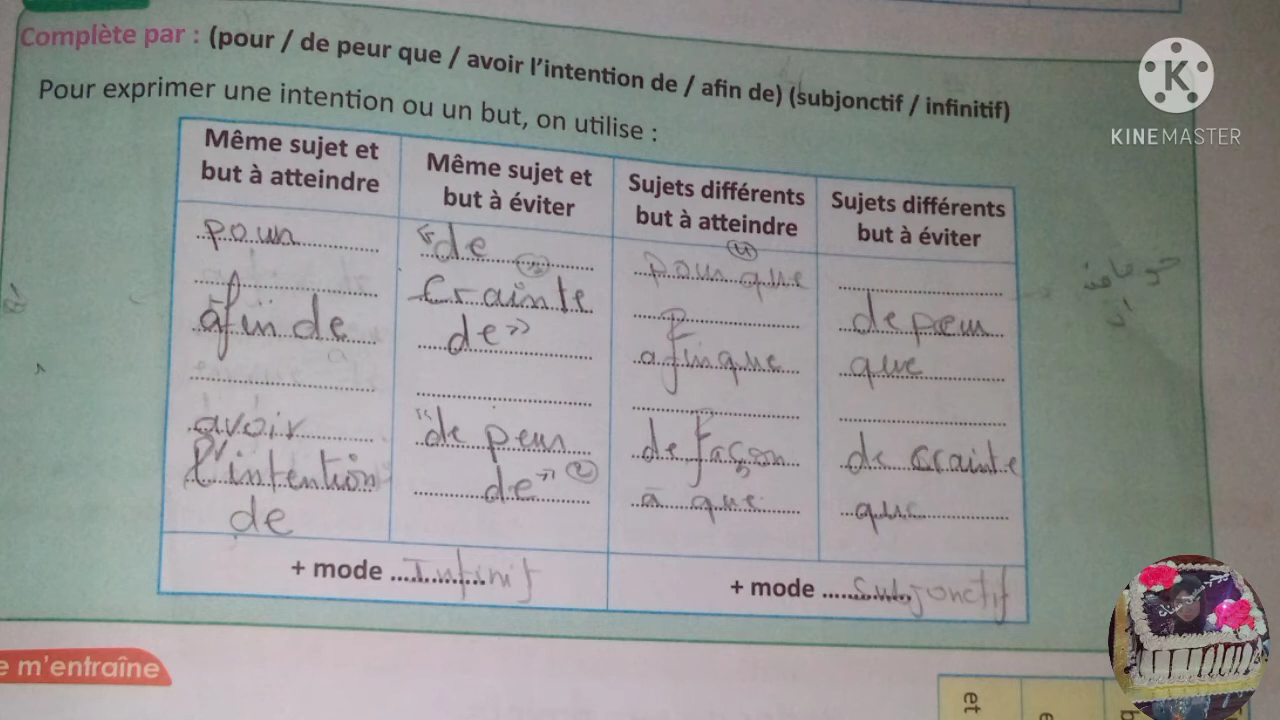 Complète par : (pour / de peur que / avoir l'intention de / afin de) (subjonctif / infinitif)
Pour exprimer une intention ou un but, on utilise :
Même sujet et
but à atteindre
pour
afin de
avoir
l'intention
de
Même sujet et
but à éviter
"de
crainte
de"
"de peur
de"
Sujets différents
but à atteindre
pour que
afin que
de façon
à que
Sujets différents
but à éviter
de peur
que
de crainte
que
+ mode Infinitif
+ mode Subjonctif
e m'entraîne
et
K
KINEMASTER